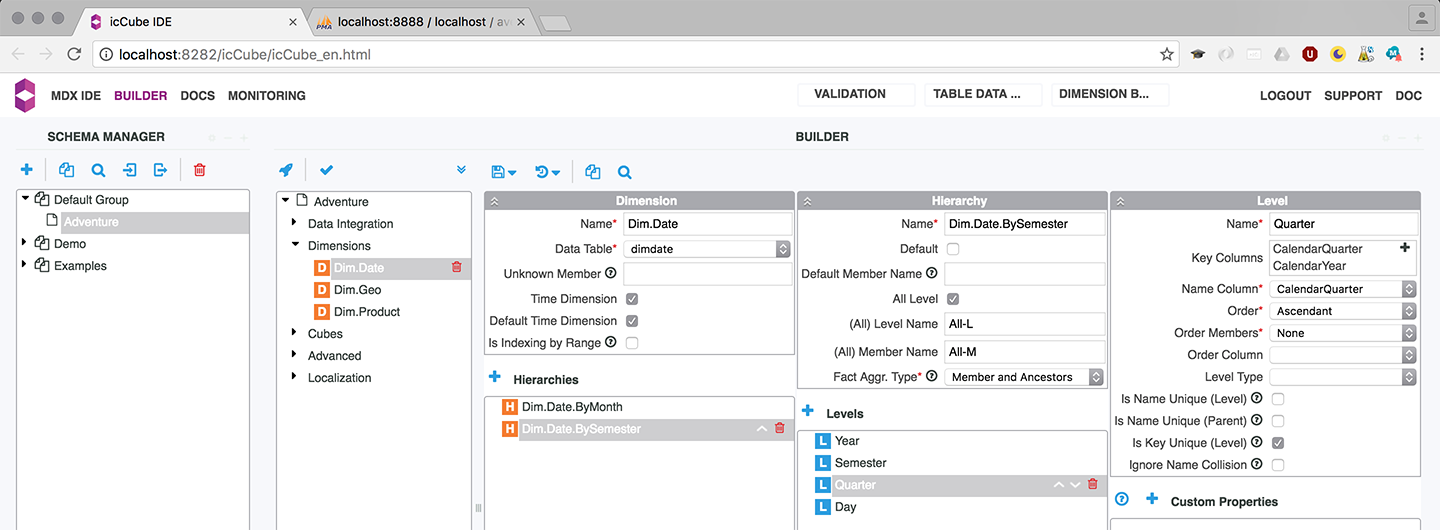 icCube IDE
localhost:8888 / localhost / av
localhost:8282/icCube/icCube_en.html
MDX IDE BUILDER DOCS MONITORING
VALIDATION TABLE DATA ... DIMENSION B... LOGOUT SUPPORT DOC
SCHEMA MANAGER
Default Group
Adventure
Demo
Examples
BUILDER
Adventure
Data Integration
Dimensions
D Dim.Date
D Dim.Geo
D Dim.Product
Cubes
Advanced
Localization
Dimension
Name* Dim.Date
Data Table* dimdate
Unknown Member
Time Dimension
Default Time Dimension
Is Indexing by Range
Hierarchies
H Dim.Date.ByMonth
H Dim.Date.BySemester
Hierarchy
Name* Dim.Date.BySemester
Default
Default Member Name
All Level
(All) Level Name All-L
(All) Member Name All-M
Fact Aggr. Type* Member and Ancestors
Levels
L Year
L Semester
L Quarter
L Day
Level
Name* Quarter
Key Columns CalendarQuarter
CalendarYear
Name Column* CalendarQuarter
Order* Ascendant
Order Members* None
Order Column
Level Type
Is Name Unique (Level)
Is Name Unique (Parent)
Is Key Unique (Level)
Ignore Name Collision
Custom Properties